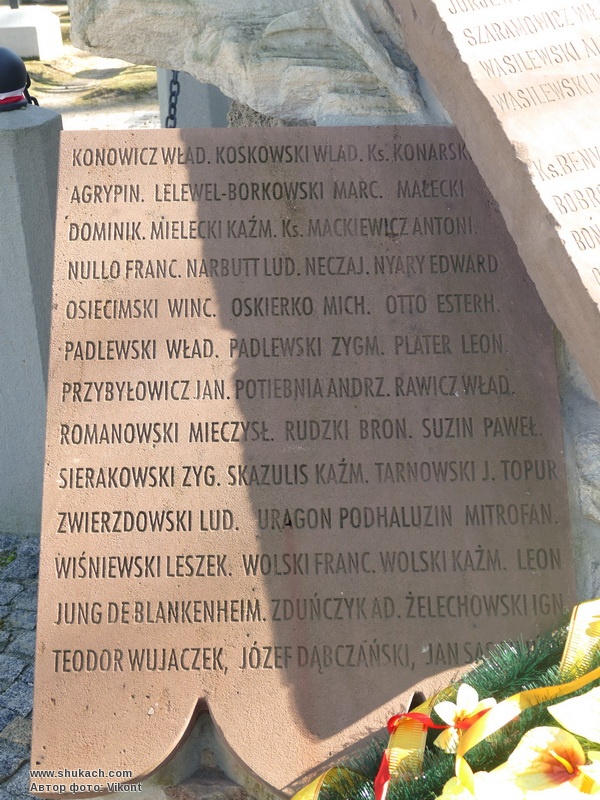 SZARAMOWICZ
WASILEWSKI
WASILEWSKI
Ks. BENW
KONOWICZ WŁAD. KOSKOWSKI WŁAD. Ks. KONARSKI
AGRYPIN. LELEWEL-BORKOWSKI MARC. MAŁECKI
DOMINIK. MIELECKI KAŹM. Ks. MACKIEWICZ ANTONI.
NULLO FRANC. NARBUTT LUD. NECZAJ. NYARY EDWARD
OSIECIMSKI WINC. OSKIERKO MICH. OTTO ESTERH.
PADLEWSKI WŁAD. PADLEWSKI ZYGM. PLATER LEON
PRZYBYŁOWICZ JAN. POTIEBNIA ANDRZ. RAWICZ WŁAD.
ROMANOWSKI MIECZYSŁ. RUDZKI BRON. SUZIN PAWEŁ.
SIERAKOWSKI ZYG. SKAZULIS KAŹM. TARNOWSKI J. TOPUR
ZWIERZDOWSKI LUD. URAGON PODHALUZIN MITROFAN.
WIŚNIEWSKI LESZEK. WOLSKI FRANC. WOLSKI KAŹM. LEON
JUNG DE BLANKENHEIM. ZDUŃCZYK AD. ŻELECHOWSKI IGN
TEODOR WUJACZEK, JÓZEF DĄBCZAŃSKI, JAN
www.shukach.com
Автор фото: Vikont